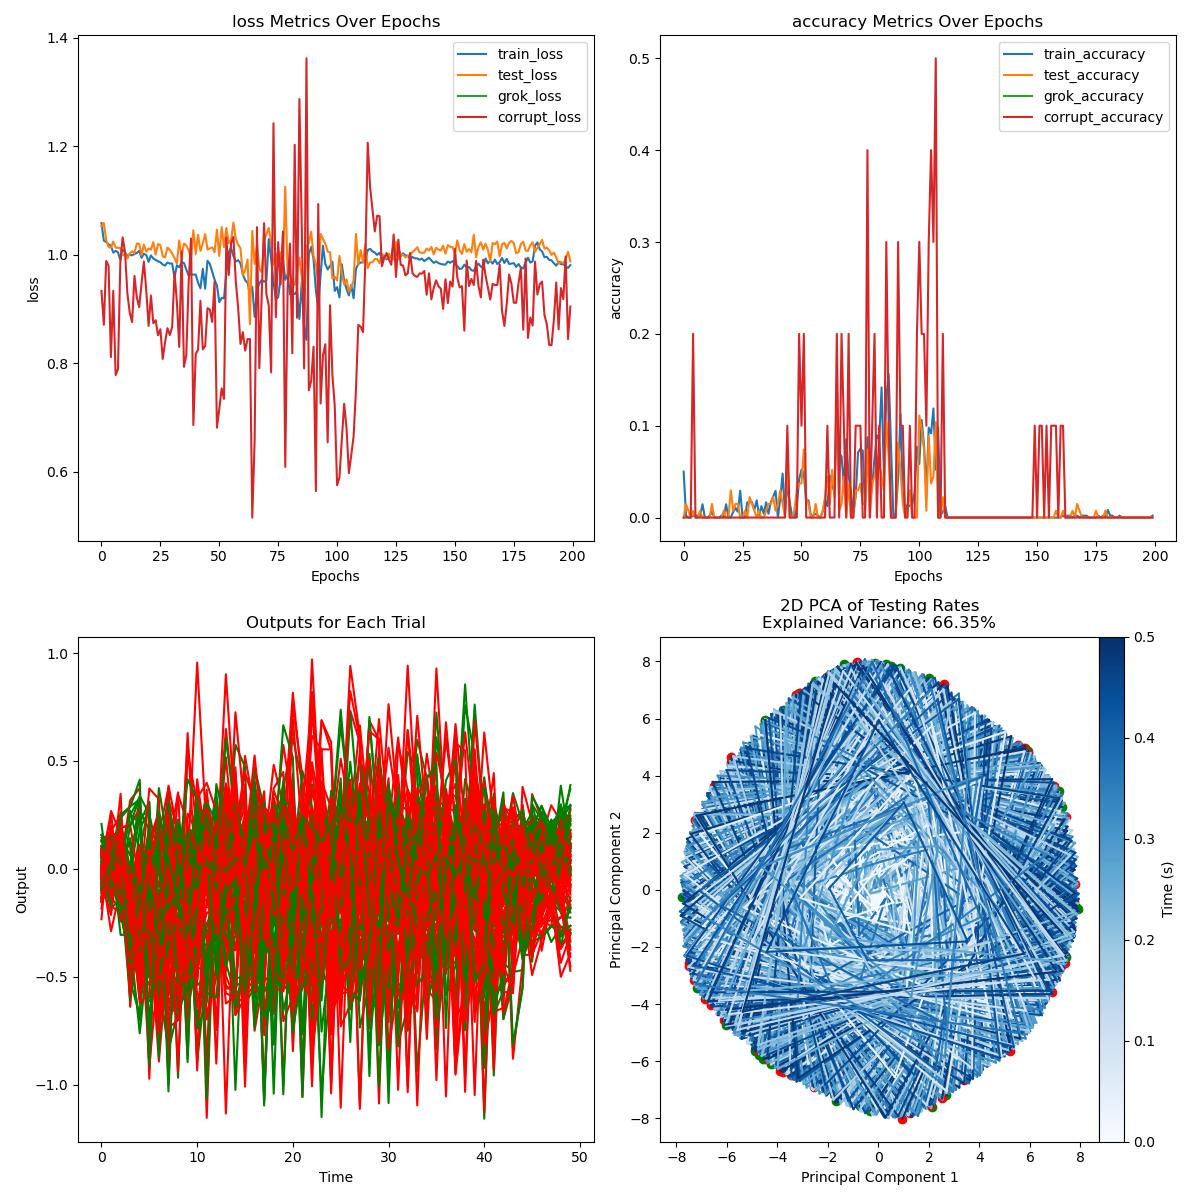 loss Metrics Over Epochs
1.4
1.2
1.0
0.8
0.6
loss
train_loss
test_loss
grok_loss
corrupt_loss
0 25 50 75 100 125 150 175 200
Epochs
accuracy Metrics Over Epochs
0.5
0.4
0.3
0.2
0.1
0.0
accuracy
train_accuracy
test_accuracy
grok_accuracy
corrupt_accuracy
0 25 50 75 100 125 150 175 200
Epochs
Outputs for Each Trial
1.0
0.5
0.0
−0.5
−1.0
Output
0 10 20 30 40 50
Time
2D PCA of Testing Rates
Explained Variance: 66.35%
8
6
4
2
0
−2
−4
−6
−8
Principal Component 2
−8 −6 −4 −2 0 2 4 6 8
Principal Component 1
0.5
0.4
0.3
0.2
0.1
0.0
Time (s)